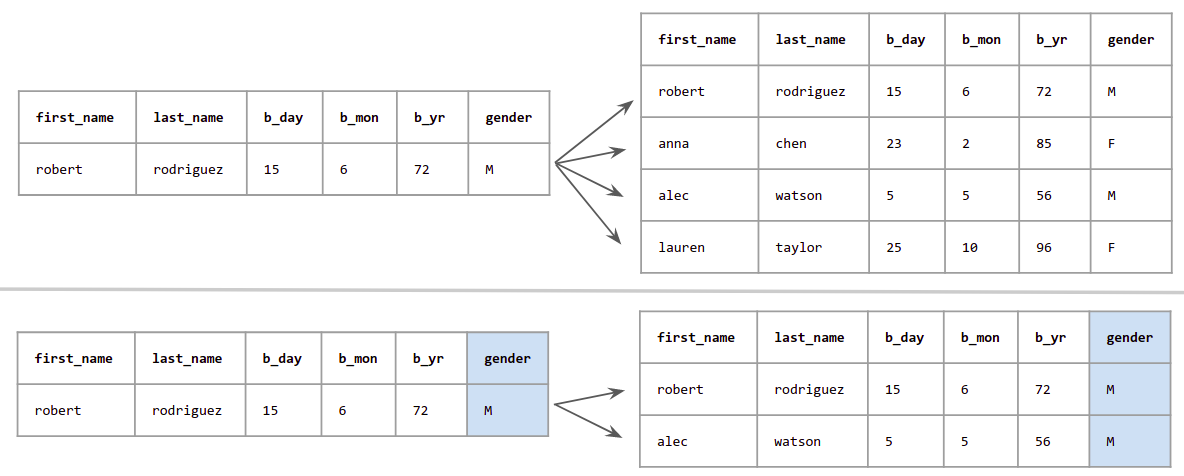 first_name last_name b_day b_mon b_yr gender
robert rodriguez 15 6 72 M
first_name last_name b_day b_mon b_yr gender
robert rodriguez 15 6 72 M
anna chen 23 2 85 F
alec watson 5 5 56 M
lauren taylor 25 10 96 F
first_name last_name b_day b_mon b_yr gender
robert rodriguez 15 6 72 M
first_name last_name b_day b_mon b_yr gender
robert rodriguez 15 6 72 M
alec watson 5 5 56 M